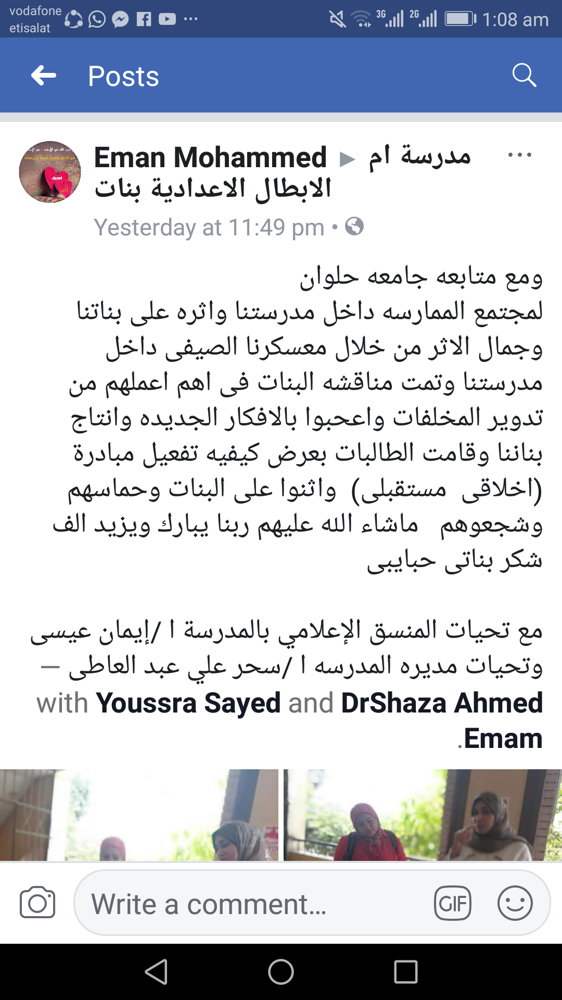 vodafone
etisalat
3G 2G 1:08 am
Posts
Eman Mohammed ▸ مدرسة ام
الابطال الاعدادية بنات
Yesterday at 11:49 pm •
ومع متابعه جامعه حلوان
لمجتمع الممارسه داخل مدرستنا واثره على بناتنا
وجمال الاثر من خلال معسكرنا الصيفى داخل
مدرستنا وتمت مناقشه البنات فى اهم اعملهم من
تدوير المخلفات واعحبوا بالافكار الجديده وانتاج
بناننا وقامت الطالبات بعرض كيفيه تفعيل مبادرة
(اخلاقى مستقبلى) واثنوا على البنات وحماسهم
وشجعوهم ماشاء الله عليهم ربنا يبارك ويزيد الف
شكر بناتى حبايبى
مع تحيات المنسق الإعلامي بالمدرسة ا /إيمان عيسى
وتحيات مديره المدرسه ا /سحر علي عبد العاطى —
with Youssra Sayed and DrShaza Ahmed
Emam.
Write a comment...
GIF